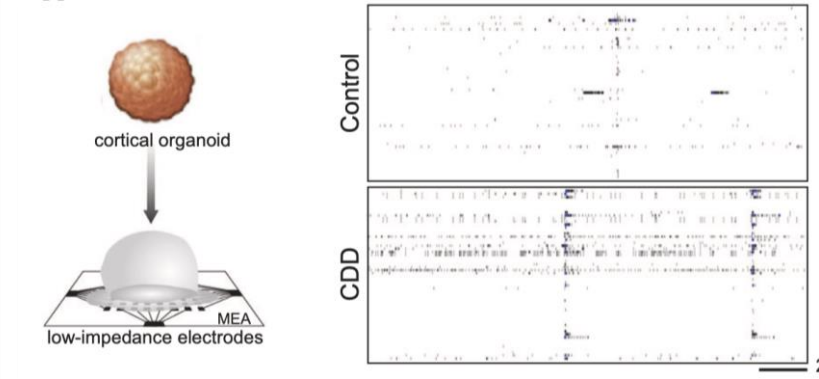 cortical organoid
MEA
low-impedance electrodes
Control
CDD